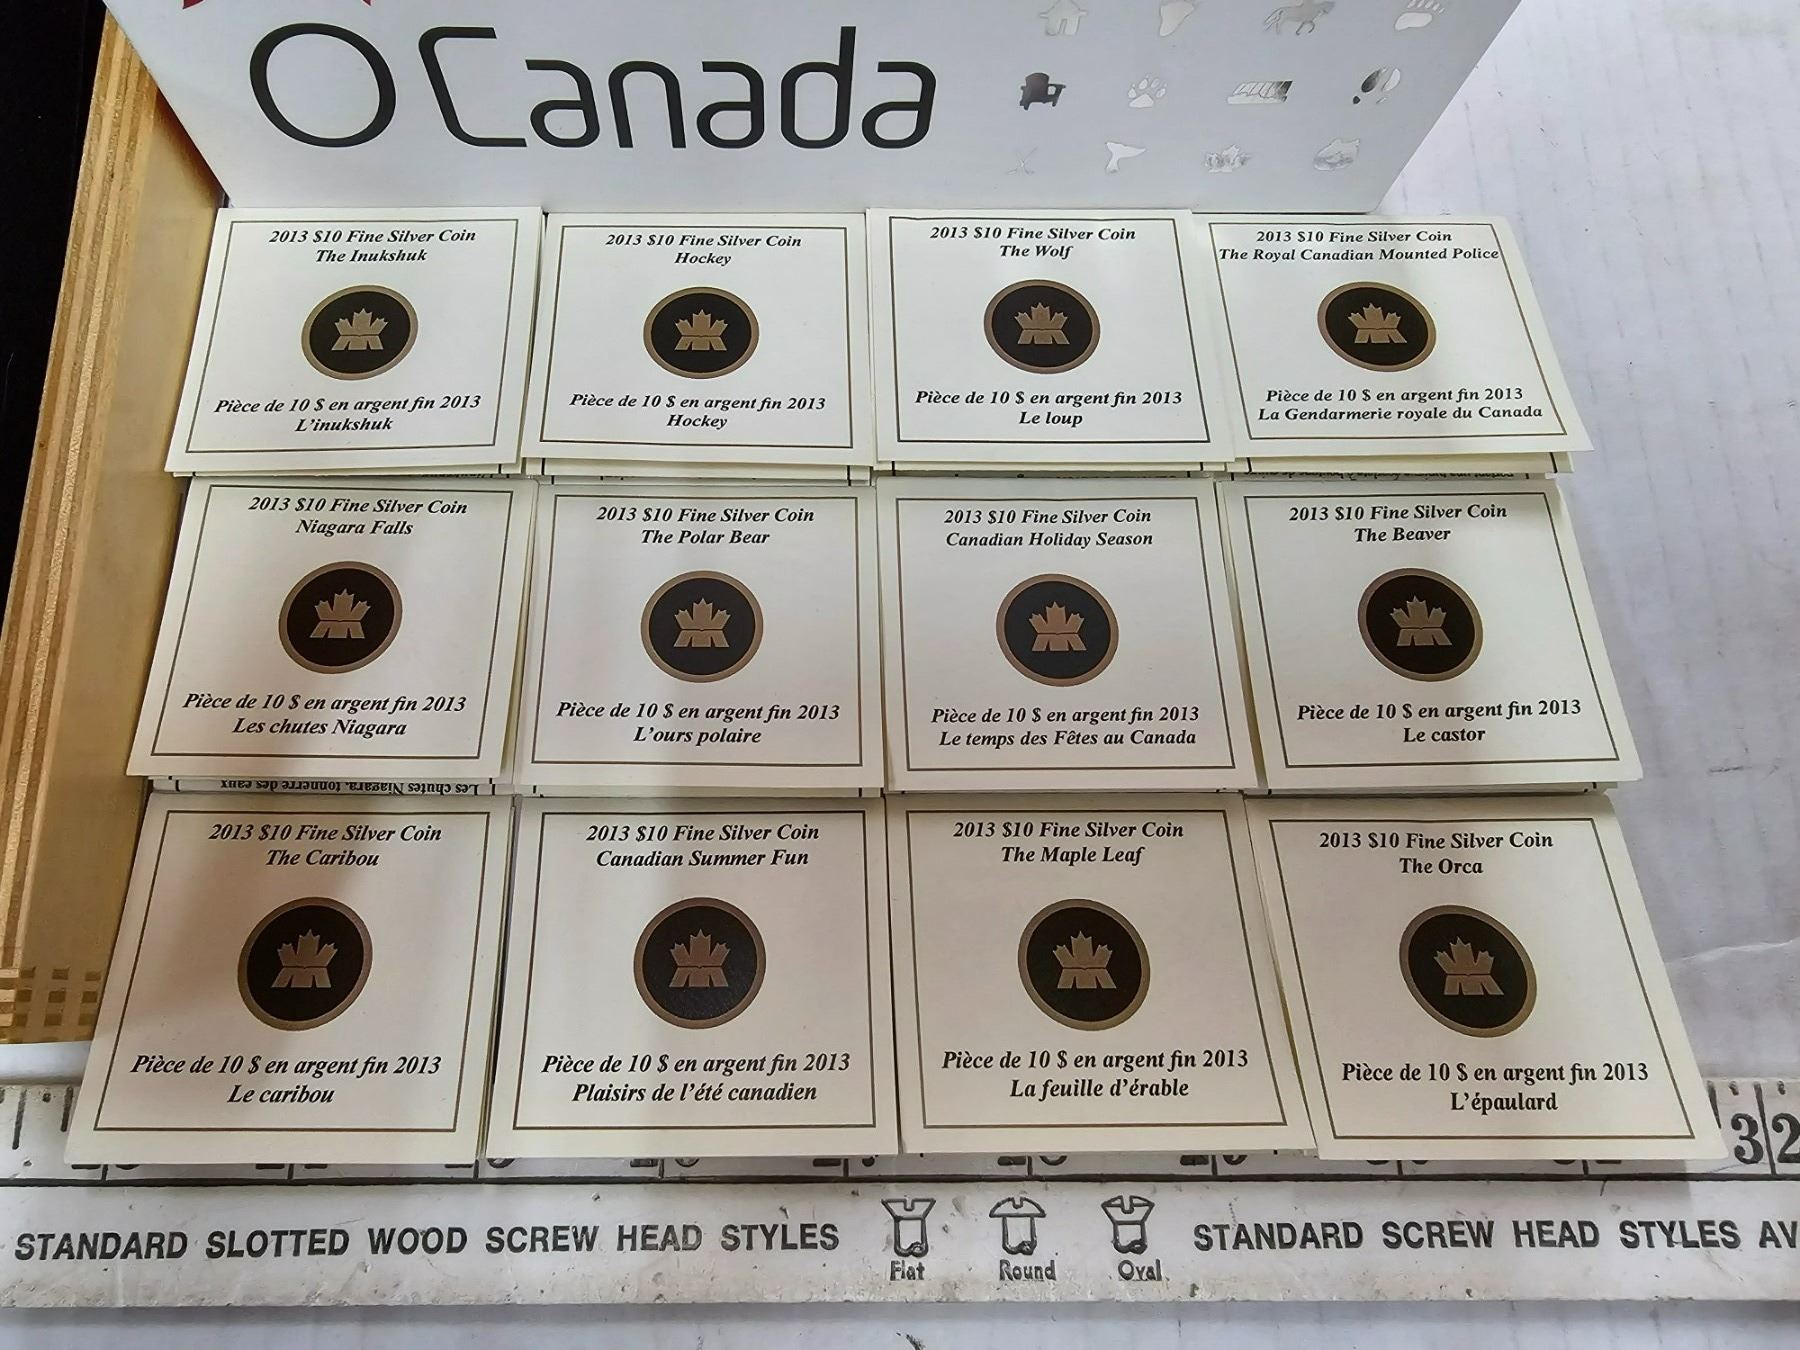 O Canada
2013 $10 Fine Silver Coin
The Inukshuk
Pièce de 10 $ en argent fin 2013
L'inukshuk
2013 $10 Fine Silver Coin
Hockey
Pièce de 10 $ en argent fin 2013
Hockey
2013 $10 Fine Silver Coin
The Wolf
Pièce de 10 $ en argent fin 2013
Le loup
2013 $10 Fine Silver Coin
The Royal Canadian Mounted Police
Pièce de 10 $ en argent fin 2013
La Gendarmerie royale du Canada
2013 $10 Fine Silver Coin
Niagara Falls
Pièce de 10 $ en argent fin 2013
Les chutes Niagara
2013 $10 Fine Silver Coin
The Polar Bear
Pièce de 10 $ en argent fin 2013
L'ours polaire
2013 $10 Fine Silver Coin
Canadian Holiday Season
Pièce de 10 $ en argent fin 2013
Le temps des Fêtes au Canada
2013 $10 Fine Silver Coin
The Beaver
Pièce de 10 $ en argent fin 2013
Le castor
Les chutes Niagara, tonnerre des eaux
2013 $10 Fine Silver Coin
The Caribou
Pièce de 10 $ en argent fin 2013
Le caribou
2013 $10 Fine Silver Coin
Canadian Summer Fun
Pièce de 10 $ en argent fin 2013
Plaisirs de l'été canadien
2013 $10 Fine Silver Coin
The Maple Leaf
Pièce de 10 $ en argent fin 2013
La feuille d'érable
2013 $10 Fine Silver Coin
The Orca
Pièce de 10 $ en argent fin 2013
L'épaulard
32
STANDARD SLOTTED WOOD SCREW HEAD STYLES
Flat
Round
Oval
STANDARD SCREW HEAD STYLES AV